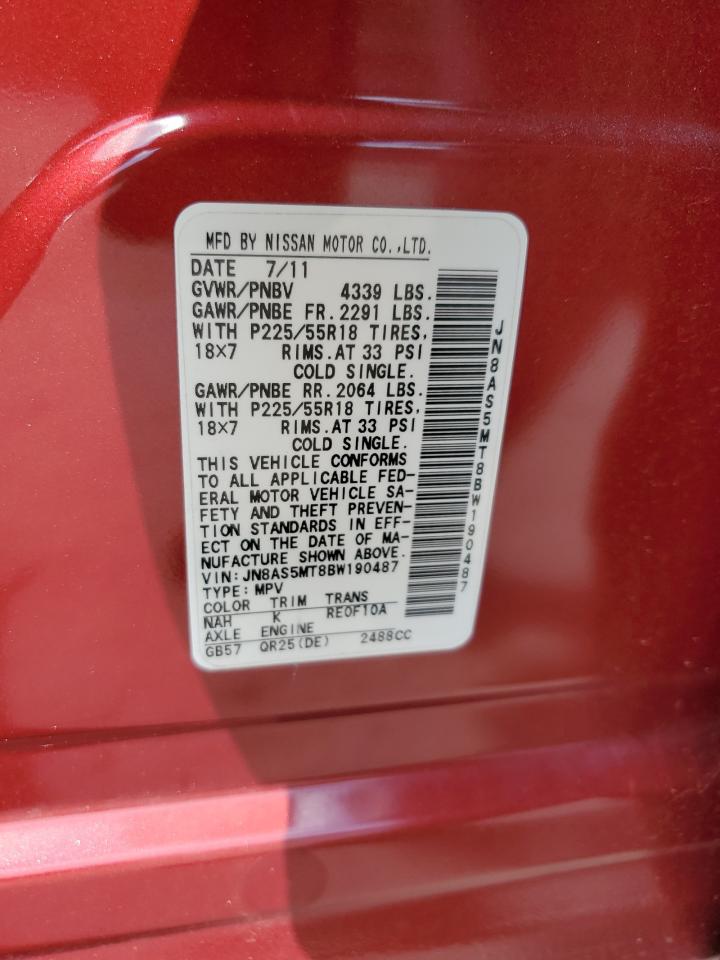 MFD BY NISSAN MOTOR CO.,LTD.
DATE 7/11
GVWR/PNBV 4339 LBS.
GAWR/PNBE FR. 2291 LBS.
WITH P225/55R18 TIRES,
18×7 RIMS. AT 33 PSI
COLD SINGLE.
GAWR/PNBE RR. 2064 LBS.
WITH P225/55R18 TIRES,
18×7 RIMS. AT 33 PSI
COLD SINGLE.
THIS VEHICLE CONFORMS
TO ALL APPLICABLE FED-
ERAL MOTOR VEHICLE SA-
FETY AND THEFT PREVEN-
TION STANDARDS IN EFF-
ECT ON THE DATE OF MA-
NUFACTURE SHOWN ABOVE.
VIN:JN8AS5MT8BW190487
TYPE:MPV
COLOR TRIM TRANS
NAH K RE0F10A
AXLE ENGINE
GB57 QR25(DE) 2488CC
JN8AS5MT8BW190487